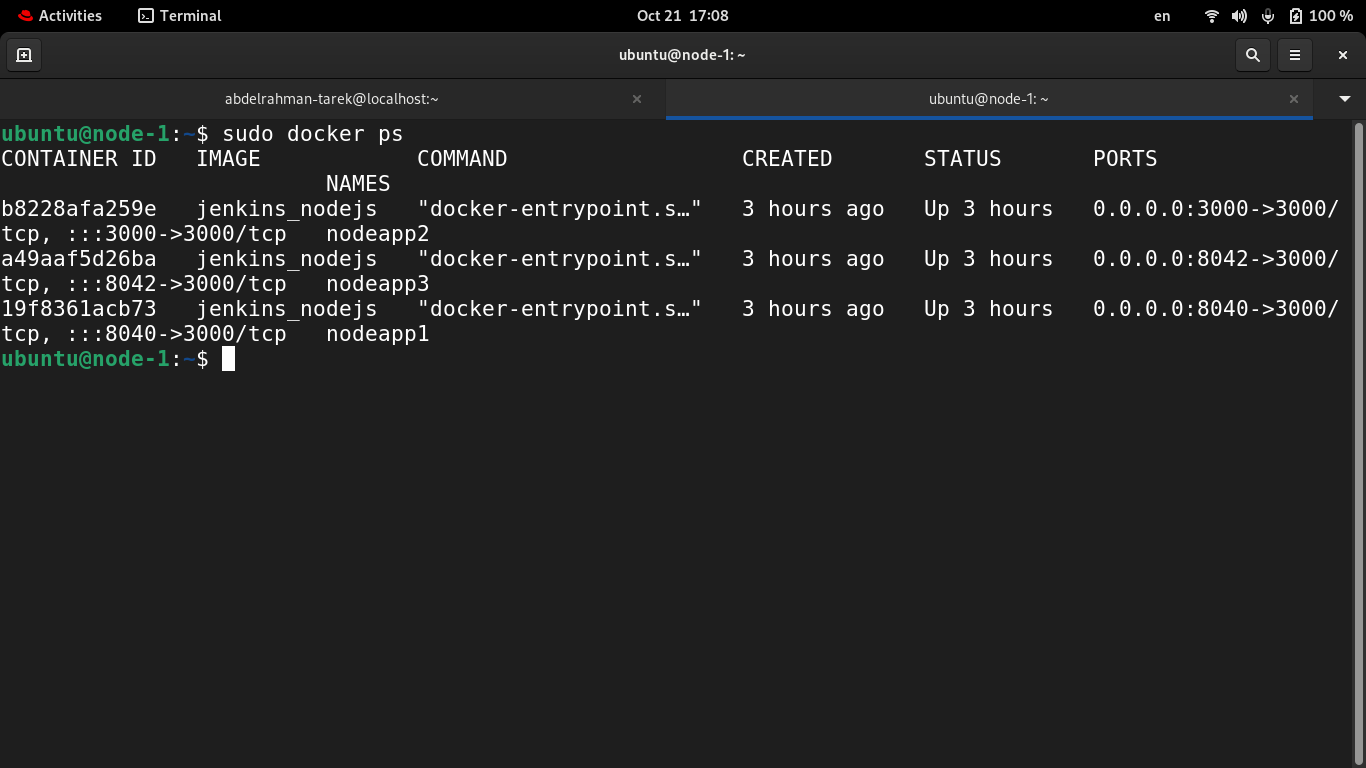 Activities Terminal Oct 21 17:08 en 100 %
ubuntu@node-1: ~
abdelrahman-tarek@localhost:~ ubuntu@node-1: ~
ubuntu@node-1:~$ sudo docker ps
CONTAINER ID   IMAGE            COMMAND                  CREATED       STATUS       PORTS
                         NAMES
b8228afa259e   jenkins_nodejs   "docker-entrypoint.s…"   3 hours ago   Up 3 hours   0.0.0.0:3000->3000/
tcp, :::3000->3000/tcp   nodeapp2
a49aaf5d26ba   jenkins_nodejs   "docker-entrypoint.s…"   3 hours ago   Up 3 hours   0.0.0.0:8042->3000/
tcp, :::8042->3000/tcp   nodeapp3
19f8361acb73   jenkins_nodejs   "docker-entrypoint.s…"   3 hours ago   Up 3 hours   0.0.0.0:8040->3000/
tcp, :::8040->3000/tcp   nodeapp1
ubuntu@node-1:~$